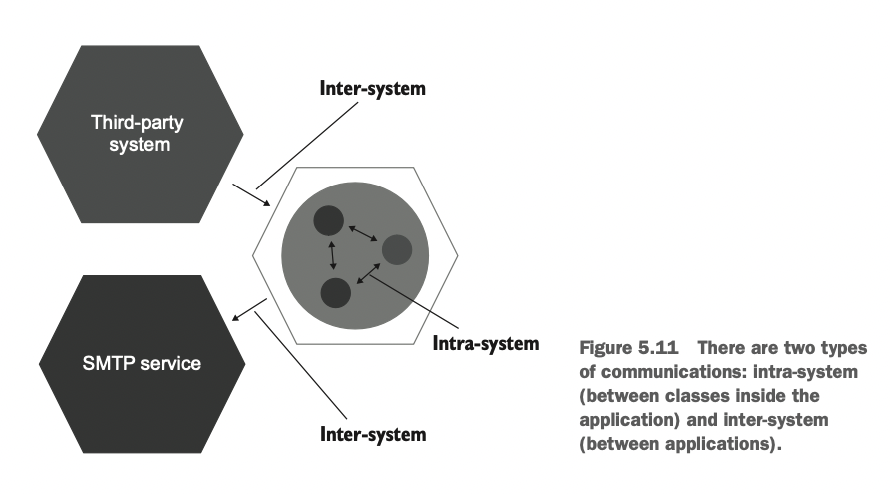 Inter-system
Third-party
system
SMTP service
Intra-system
Inter-system
Figure 5.11 There are two types
of communications: intra-system
(between classes inside the
application) and inter-system
(between applications).